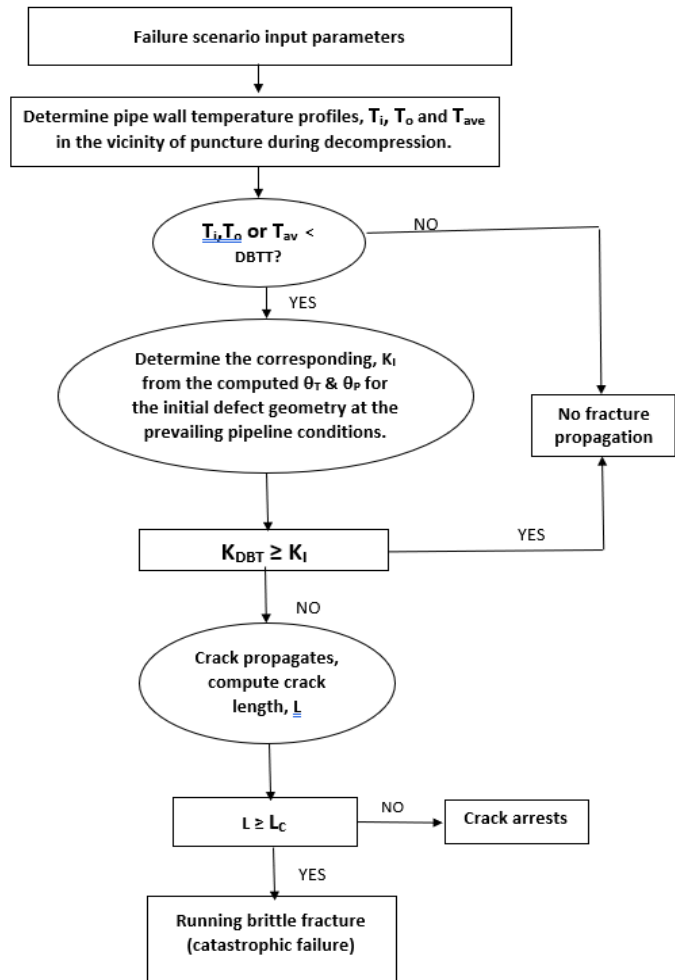 Failure scenario input parameters
Determine pipe wall temperature profiles, Tᵢ, Tₒ and Tₐᵥₑ
in the vicinity of puncture during decompression.
Tᵢ,Tₒ or Tₐᵥ <
DBTT?
NO
YES
Determine the corresponding, Kᵢ
from the computed θT & θP for
the initial defect geometry at the
prevailing pipeline conditions.
No fracture
propagation
KDBT ≥ KI
YES
NO
Crack propagates,
compute crack
length, L
L ≥ LC
NO
Crack arrests
YES
Running brittle fracture
(catastrophic failure)